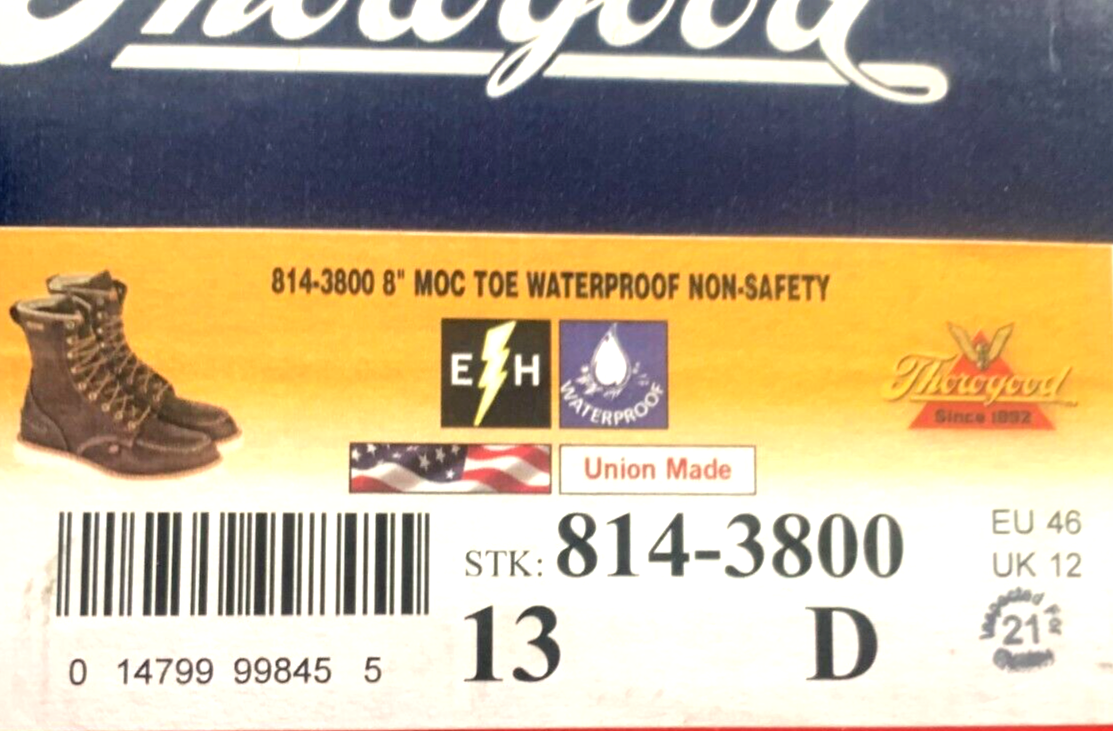 Thorogood
814-3800 8" MOC TOE WATERPROOF NON-SAFETY
E H
WATERPROOF
Thorogood
Since 1892
Union Made
STK: 814-3800
EU 46
UK 12
13 D
Inspected
21
0 14799 99845 5